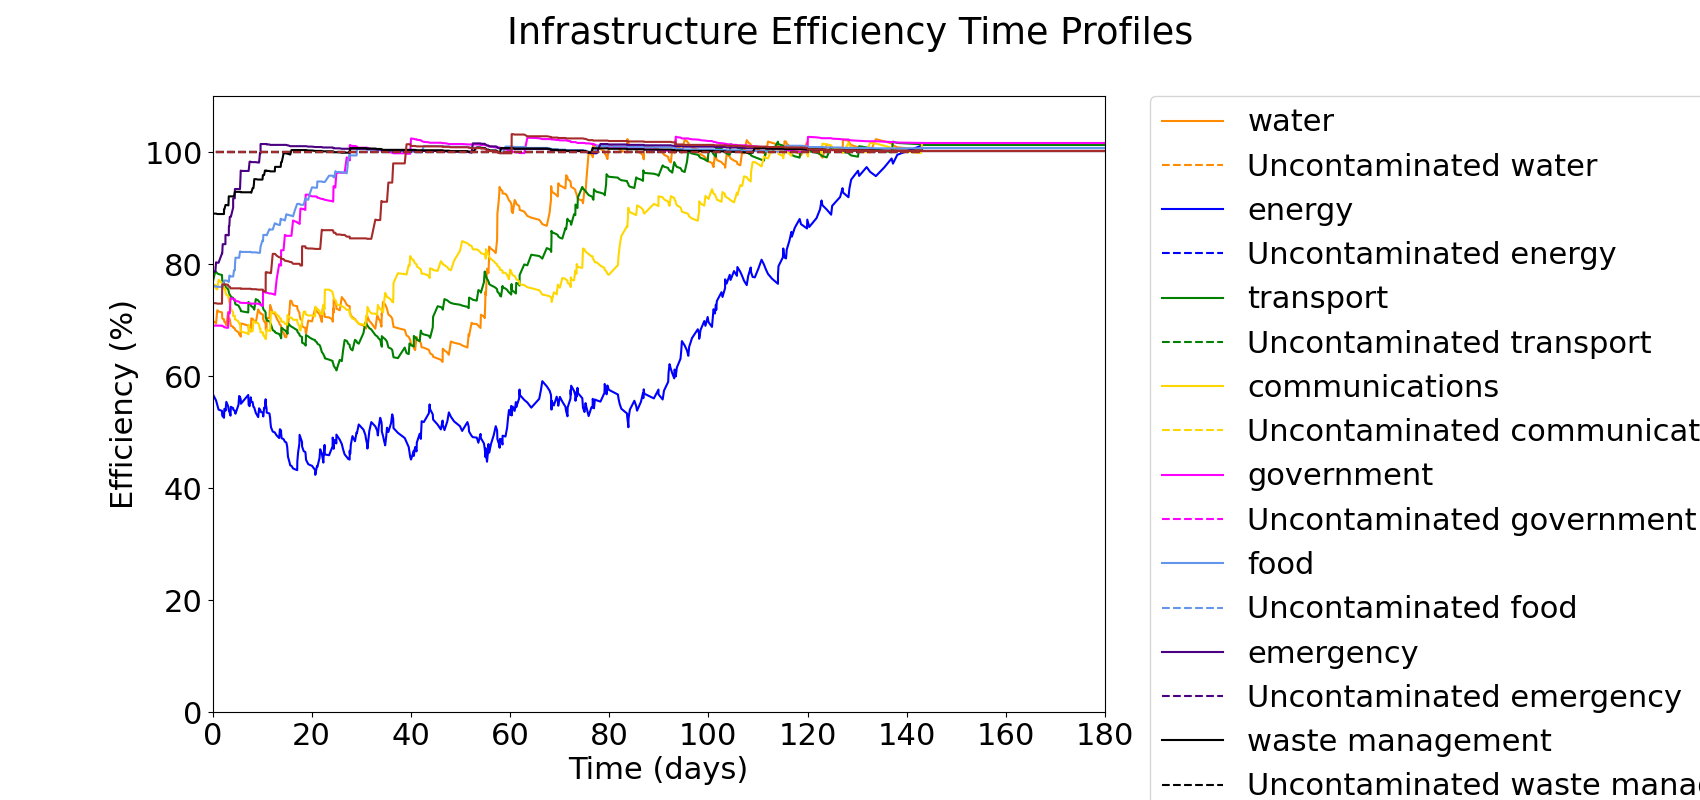 Infrastructure Efficiency Time Profiles
Efficiency (%)
100
80
60
40
20
0
0 20 40 60 80 100 120 140 160 180
Time (days)
water
Uncontaminated water
energy
Uncontaminated energy
transport
Uncontaminated transport
communications
Uncontaminated communicat
government
Uncontaminated government
food
Uncontaminated food
emergency
Uncontaminated emergency
waste management
Uncontaminated waste mana